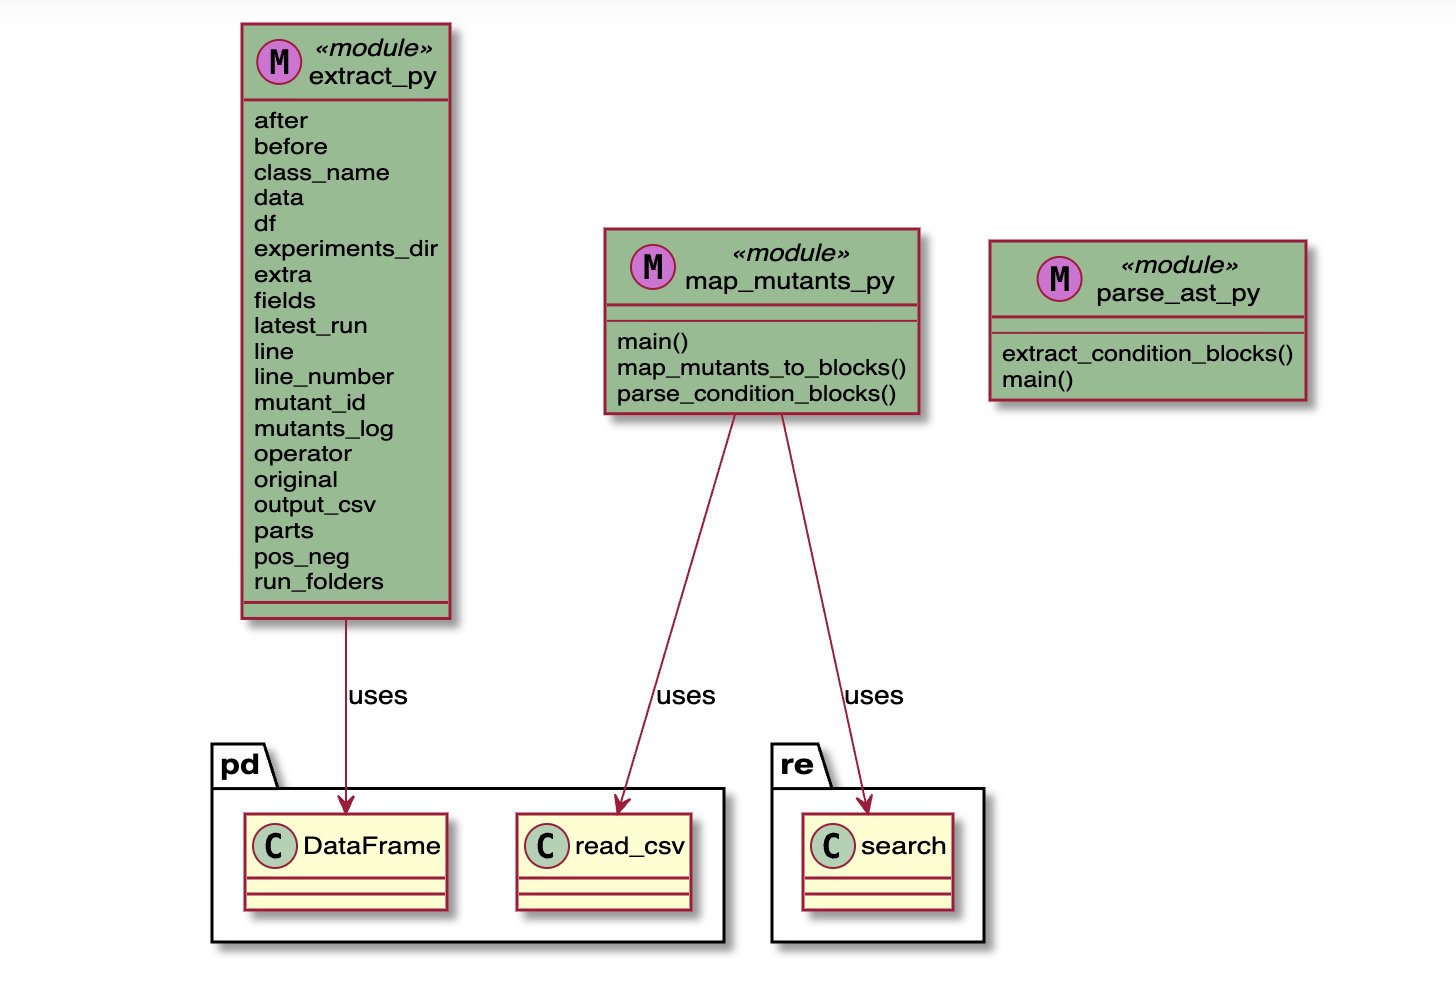 M
«module»
extract_py
after
before
class_name
data
df
experiments_dir
extra
fields
latest_run
line
line_number
mutant_id
mutants_log
operator
original
output_csv
parts
pos_neg
run_folders
M
«module»
map_mutants_py
main()
map_mutants_to_blocks()
parse_condition_blocks()
M
«module»
parse_ast_py
extract_condition_blocks()
main()
uses
uses
uses
pd
C DataFrame
C read_csv
re
C search